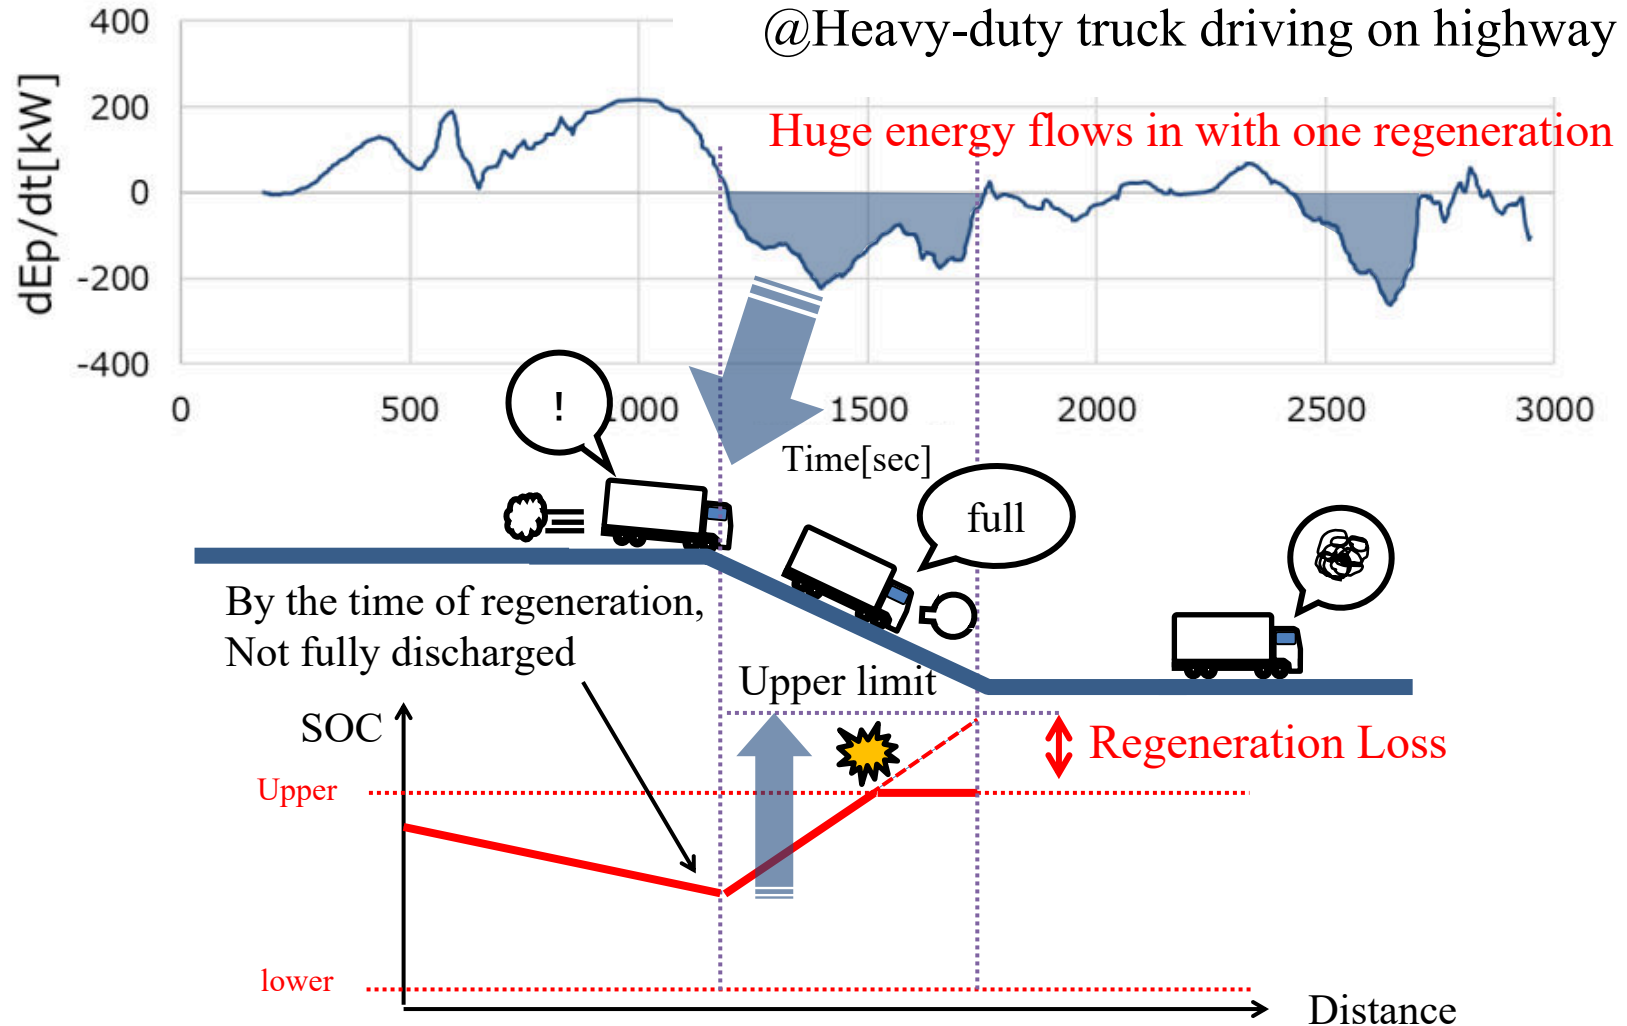 @Heavy-duty truck driving on highway
400
200
0
-200
-400
dEp/dt[kW]
Huge energy flows in with one regeneration
0 500 1000 1500 2000 2500 3000
Time[sec]
!
full
By the time of regeneration,
Not fully discharged
Upper limit
SOC
Regeneration Loss
Upper
lower
Distance